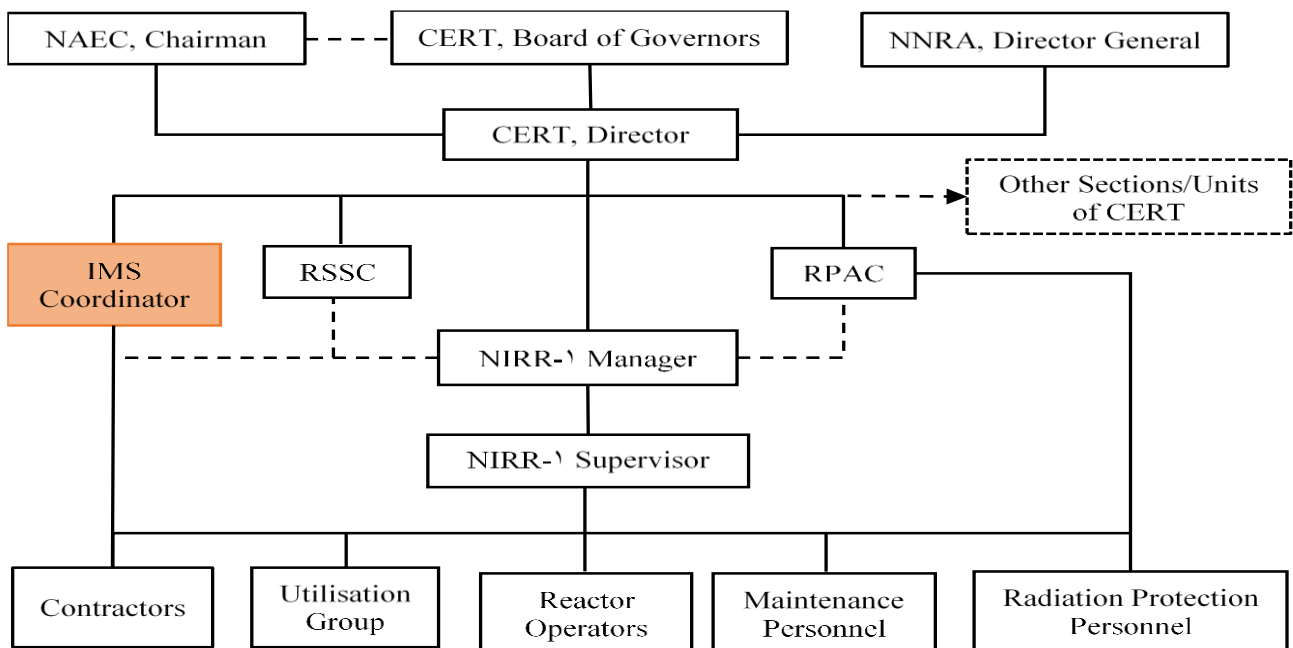 NAEC, Chairman
CERT, Board of Governors
NNRA, Director General
CERT, Director
Other Sections/Units
of CERT
IMS
Coordinator
RSSC
RPAC
NIRR-١ Manager
NIRR-١ Supervisor
Contractors
Utilisation
Group
Reactor
Operators
Maintenance
Personnel
Radiation Protection
Personnel